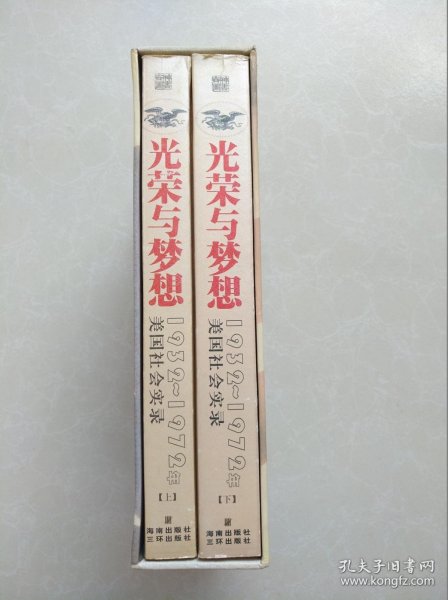 光荣与梦想
1932~1972年
美国社会实录
【上】
海南出版社
三环出版社
光荣与梦想
1932~1972年
美国社会实录
【下】
海南出版社
三环出版社
孔夫子旧书网
www.kongfz.com